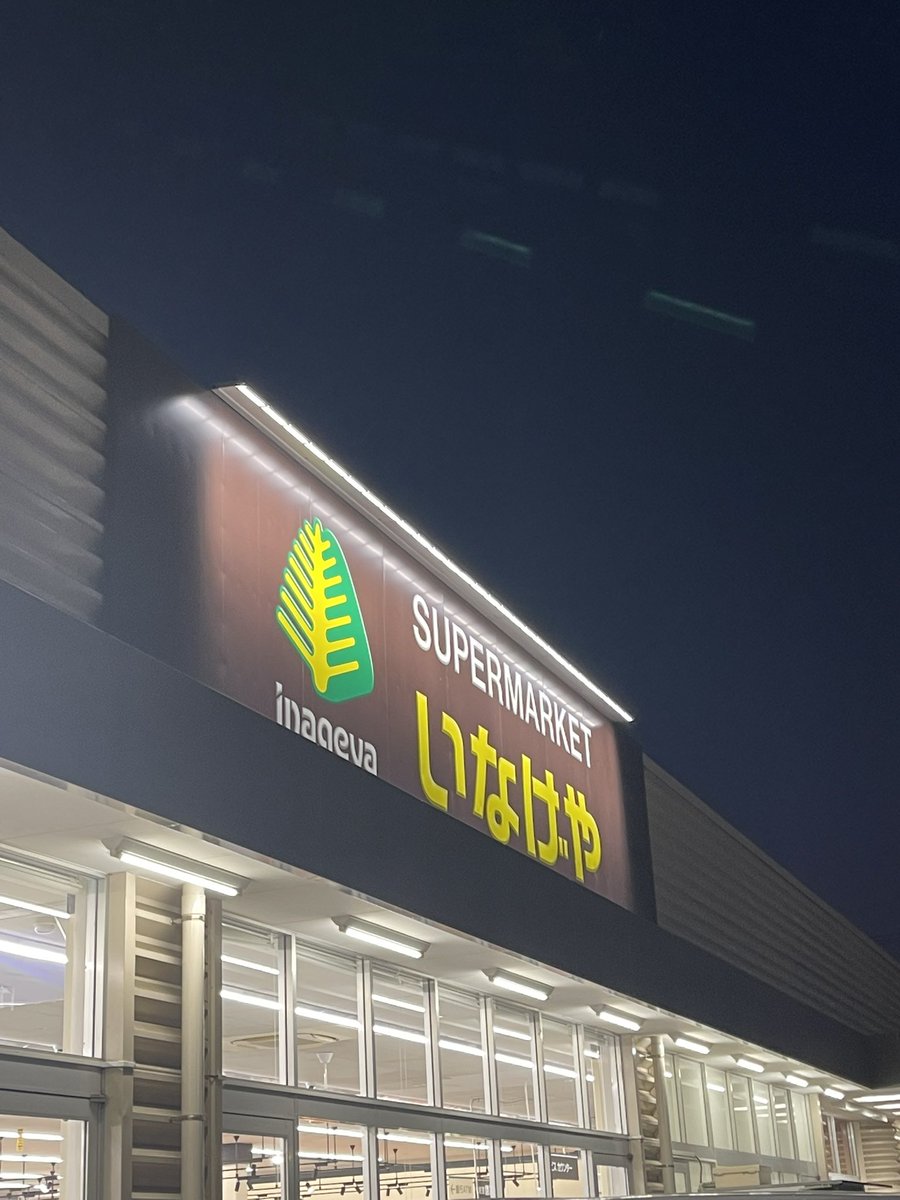 SUPERMARKET
inageya
いなげや